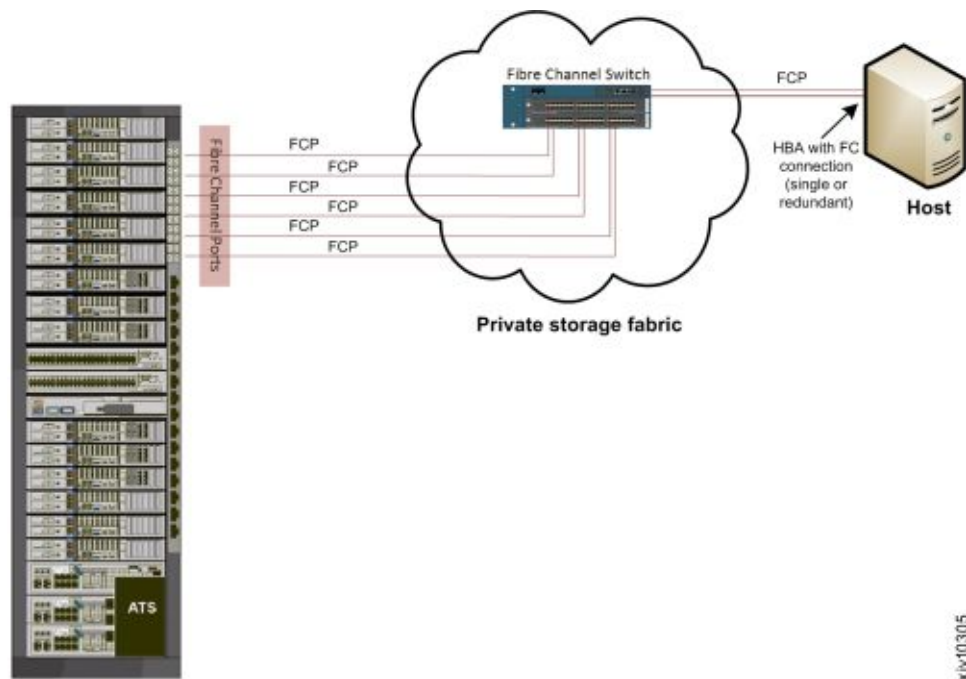 Fibre Channel Switch
FCP
Fibre Channel Ports
FCP
FCP
FCP
FCP
FCP
FCP
HBA with FC
connection
(single or
redundant)
Host
Private storage fabric
ATS
xiv10305